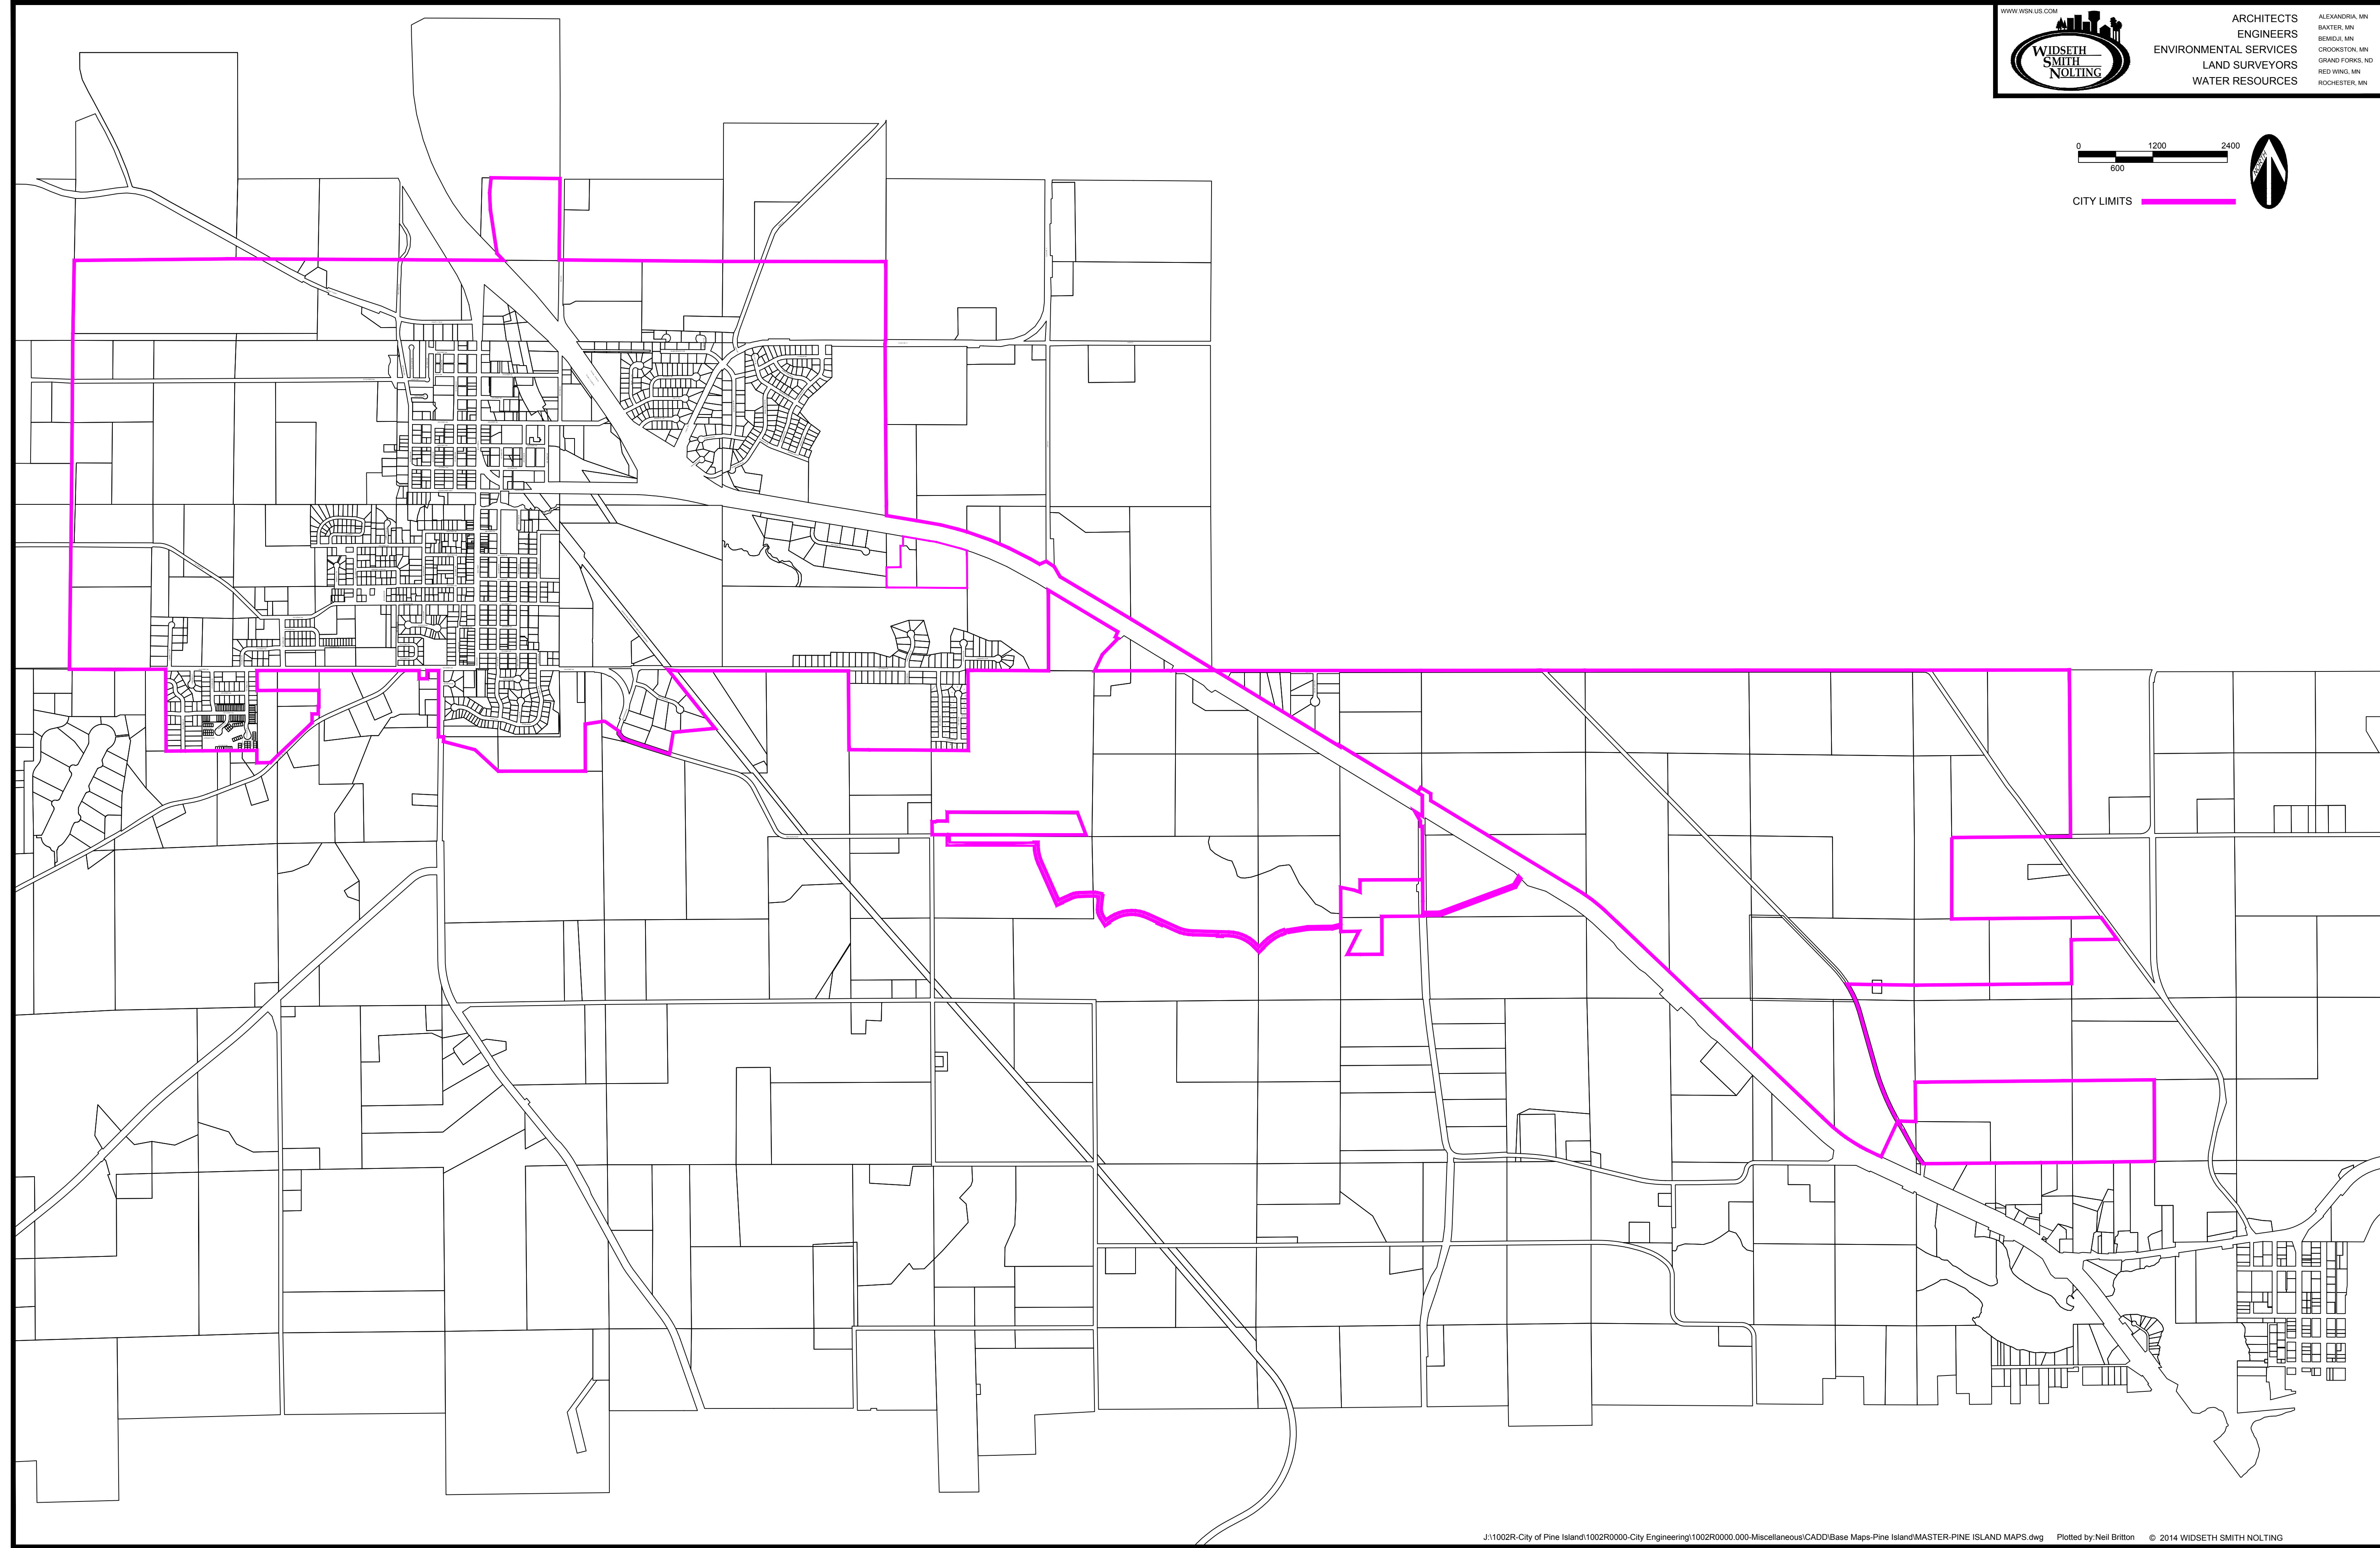 WWW.WSN.US.COM
WIDSETH
SMITH
NOLTING
ARCHITECTS
ENGINEERS
ENVIRONMENTAL SERVICES
LAND SURVEYORS
WATER RESOURCES
ALEXANDRIA, MN
BAXTER, MN
BEMIDJI, MN
CROOKSTON, MN
GRAND FORKS, ND
RED WING, MN
ROCHESTER, MN
0 1200 2400
600
NORTH
CITY LIMITS
J:\1002R-City of Pine Island\1002R0000-City Engineering\1002R0000.000-Miscellaneous\CADD\Base Maps-Pine Island\MASTER-PINE ISLAND MAPS.dwg Plotted by:Neil Britton © 2014 WIDSETH SMITH NOLTING